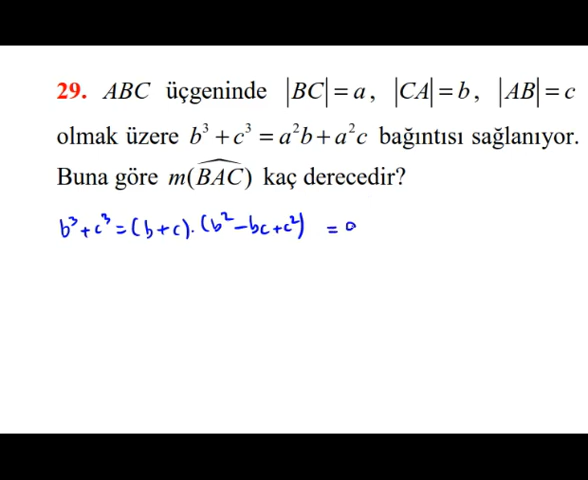 29. ABC üçgeninde |BC| = a, |CA| = b, |AB| = c
olmak üzere b³ + c³ = a²b + a²c bağıntısı sağlanıyor.
Buna göre m(BAC) kaç derecedir?
b³ + c³ = (b + c) . (b² - bc + c²) = a